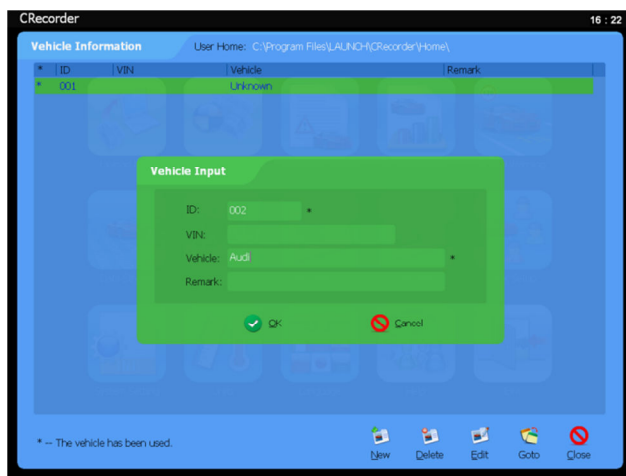 CRecorder 16 : 22
Vehicle Information User Home: C:\Program Files\LAUNCH\CRecorder\Home\
* ID VIN Vehicle Remark
* 001 Unknown
Vehicle Input
ID: 002 *
VIN:
Vehicle: Audi *
Remark:
OK Cancel
* -- The vehicle has been used.
New Delete Edit Goto Close